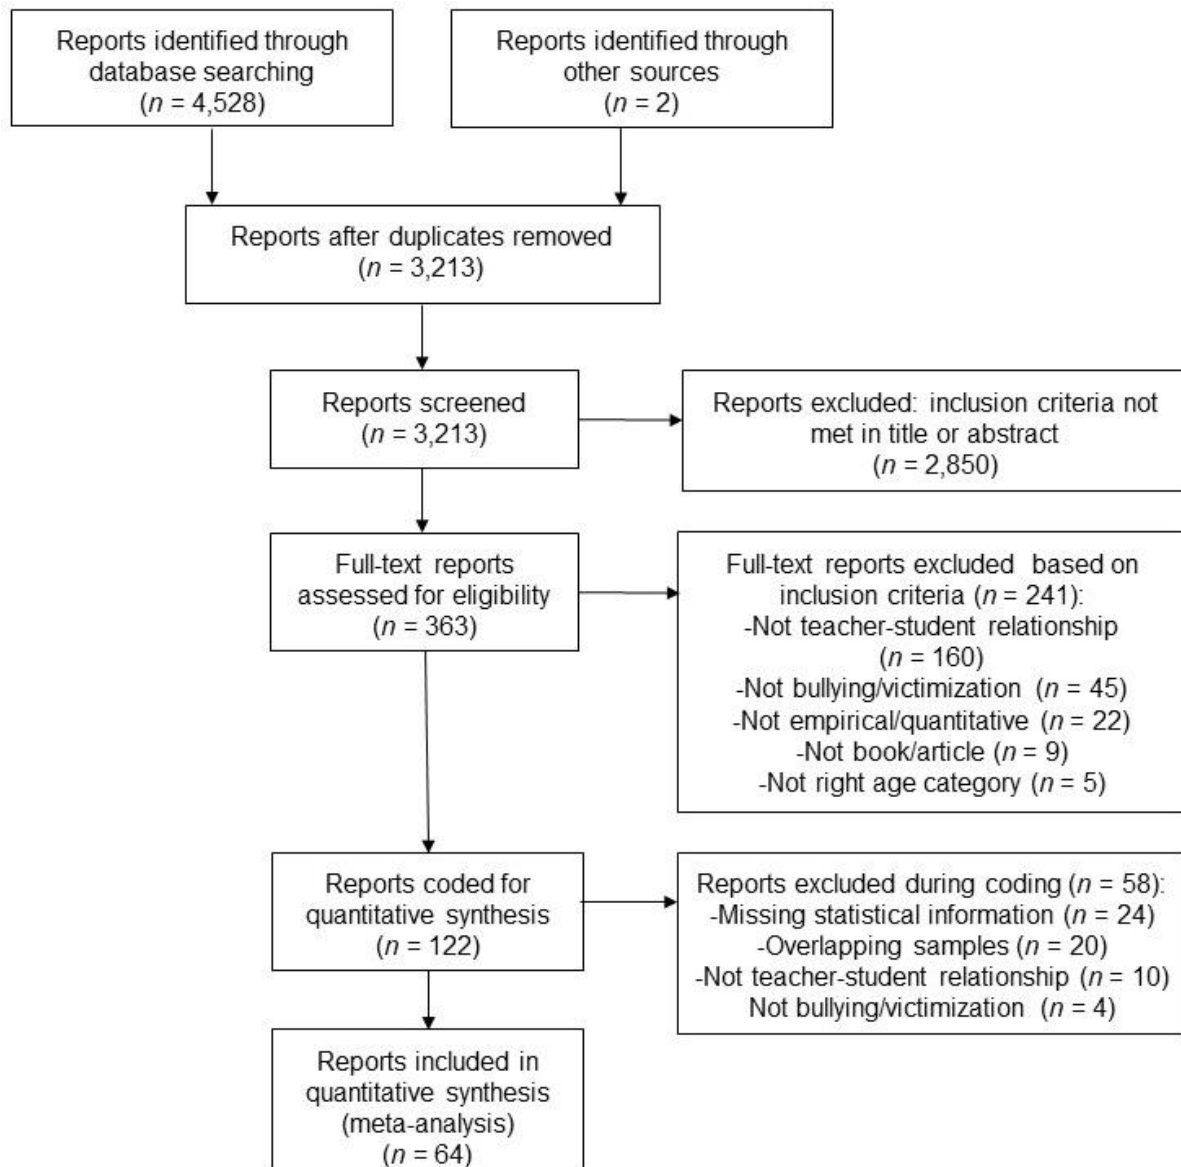 Reports identified through
database searching
(n = 4,528)
Reports identified through
other sources
(n = 2)
Reports after duplicates removed
(n = 3,213)
Reports screened
(n = 3,213)
Reports excluded: inclusion criteria not
met in title or abstract
(n = 2,850)
Full-text reports
assessed for eligibility
(n = 363)
Full-text reports excluded based on
inclusion criteria (n = 241):
-Not teacher-student relationship
(n = 160)
-Not bullying/victimization (n = 45)
-Not empirical/quantitative (n = 22)
-Not book/article (n = 9)
-Not right age category (n = 5)
Reports coded for
quantitative synthesis
(n = 122)
Reports excluded during coding (n = 58):
-Missing statistical information (n = 24)
-Overlapping samples (n = 20)
-Not teacher-student relationship (n = 10)
Not bullying/victimization (n = 4)
Reports included in
quantitative synthesis
(meta-analysis)
(n = 64)